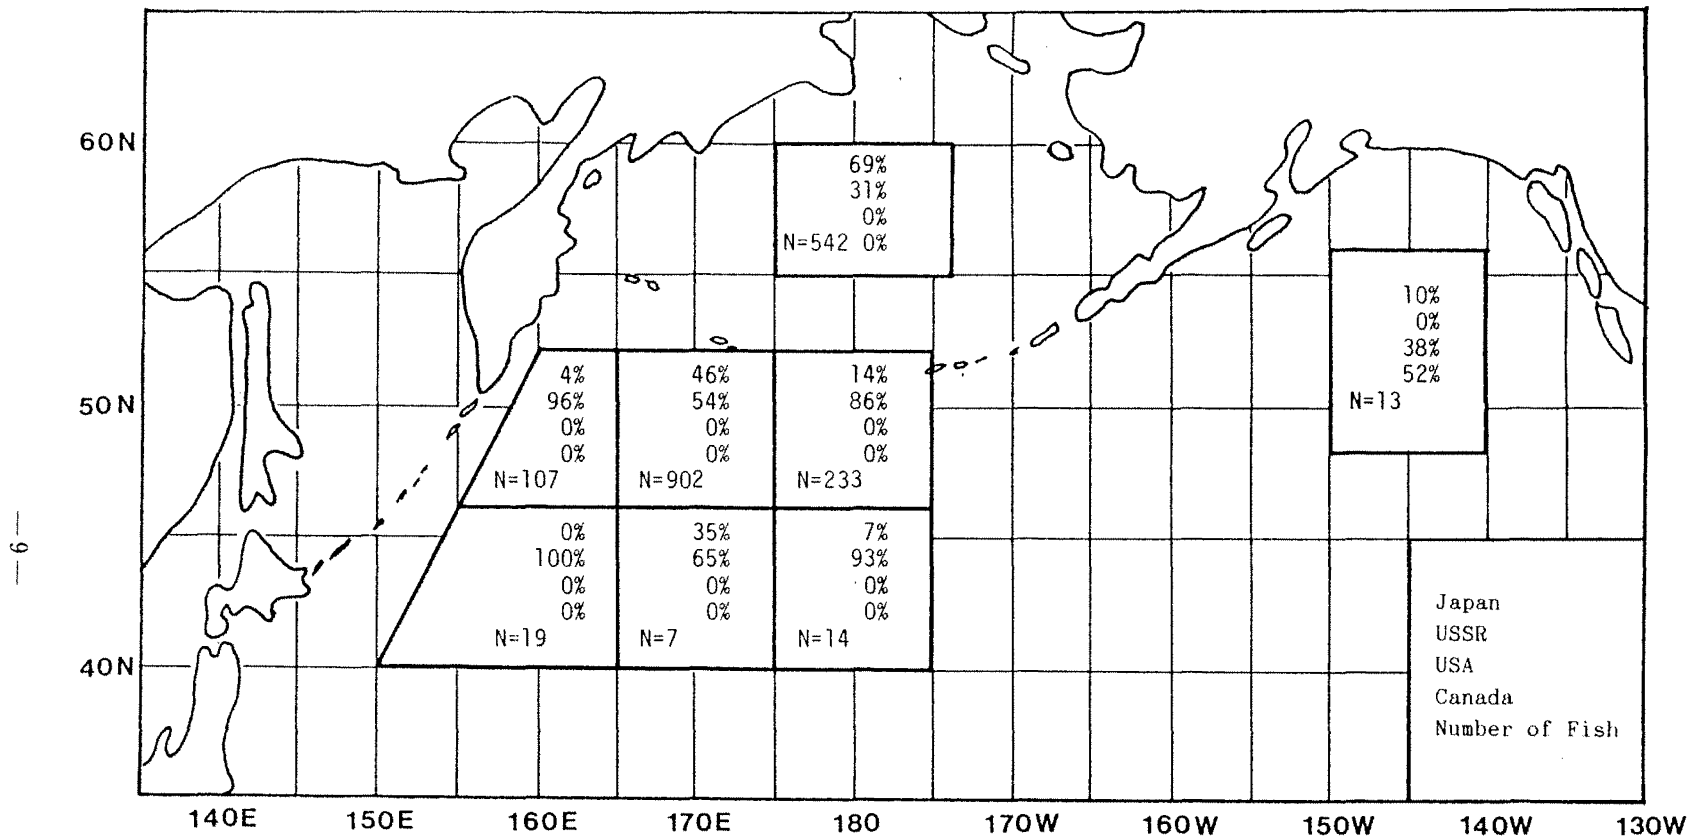 60N
50N
40N
69%
31%
0%
N=542 0%
10%
0%
38%
52%
N=13
4%
96%
0%
0%
N=107
46%
54%
0%
0%
N=902
14%
86%
0%
0%
N=233
0%
100%
0%
0%
N=19
35%
65%
0%
0%
N=7
7%
93%
0%
0%
N=14
Japan
USSR
USA
Canada
Number of Fish
140E 150E 160E 170E 180 170W 160W 150W 140W 130W
—6—